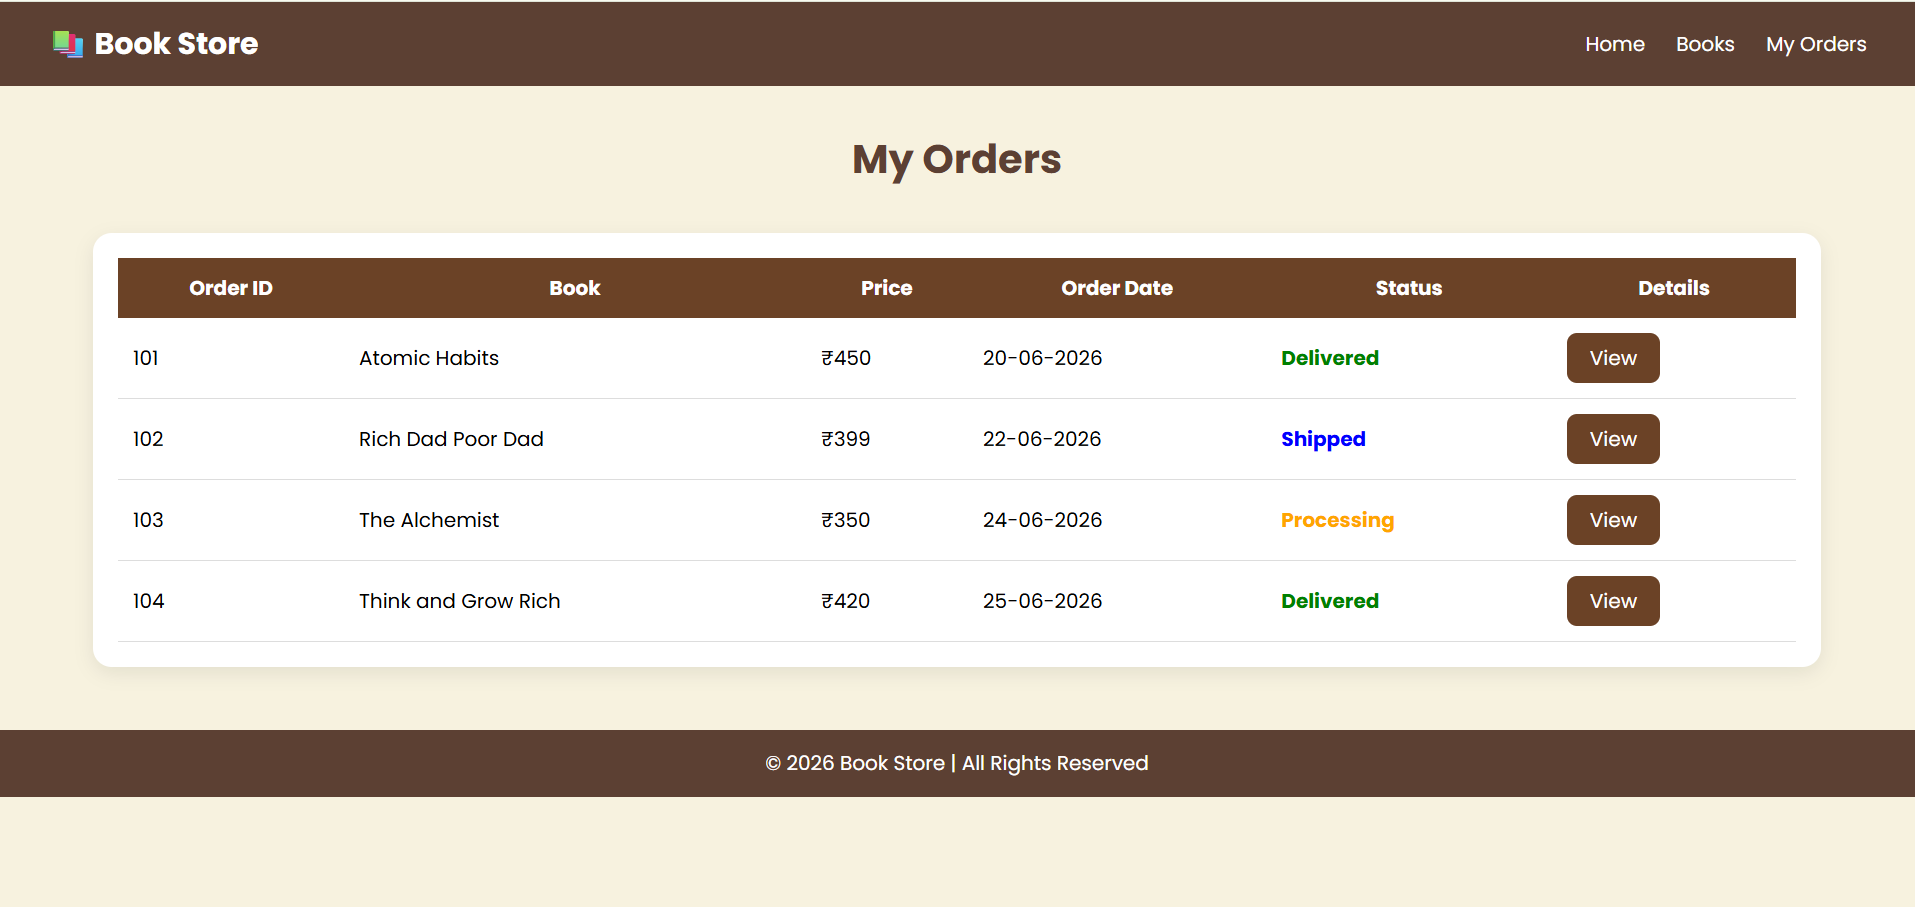 Book Store
Home Books My Orders
My Orders
Order ID Book Price Order Date Status Details
101 Atomic Habits ₹450 20-06-2026 Delivered View
102 Rich Dad Poor Dad ₹399 22-06-2026 Shipped View
103 The Alchemist ₹350 24-06-2026 Processing View
104 Think and Grow Rich ₹420 25-06-2026 Delivered View
© 2026 Book Store | All Rights Reserved